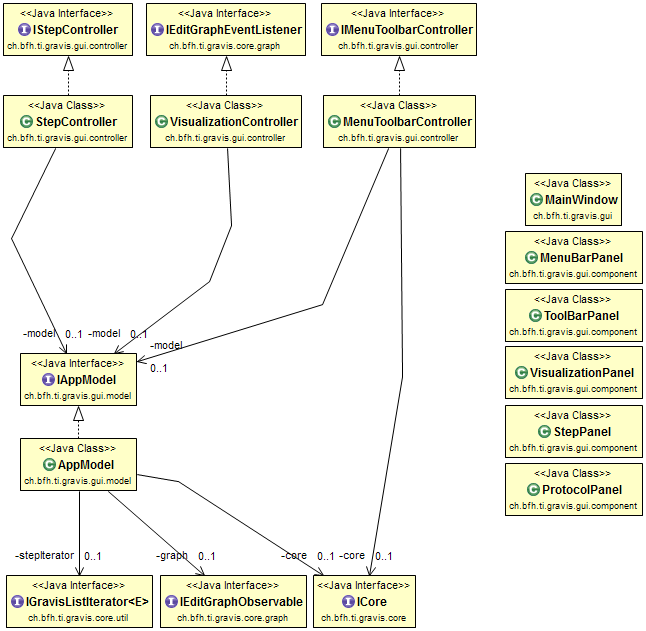 <<Java Interface>>
I IStepController
ch.bfh.ti.gravis.gui.controller
<<Java Interface>>
I IEditGraphEventListener
ch.bfh.ti.gravis.core.graph
<<Java Interface>>
I IMenuToolbarController
ch.bfh.ti.gravis.gui.controller
<<Java Class>>
C StepController
ch.bfh.ti.gravis.gui.controller
<<Java Class>>
C VisualizationController
ch.bfh.ti.gravis.gui.controller
<<Java Class>>
C MenuToolbarController
ch.bfh.ti.gravis.gui.controller
<<Java Class>>
C MainWindow
ch.bfh.ti.gravis.gui
<<Java Class>>
C MenuBarPanel
ch.bfh.ti.gravis.gui.component
<<Java Class>>
C ToolBarPanel
ch.bfh.ti.gravis.gui.component
<<Java Class>>
C VisualizationPanel
ch.bfh.ti.gravis.gui.component
<<Java Class>>
C StepPanel
ch.bfh.ti.gravis.gui.component
<<Java Class>>
C ProtocolPanel
ch.bfh.ti.gravis.gui.component
-model 0..1
-model 0..1
-model
0..1
<<Java Interface>>
I IAppModel
ch.bfh.ti.gravis.gui.model
<<Java Class>>
C AppModel
ch.bfh.ti.gravis.gui.model
-stepIterator 0..1
-graph 0..1
-core 0..1
-core 0..1
<<Java Interface>>
I IGravisListIterator<E>
ch.bfh.ti.gravis.core.util
<<Java Interface>>
I IEditGraphObservable
ch.bfh.ti.gravis.core.graph
<<Java Interface>>
I ICore
ch.bfh.ti.gravis.core